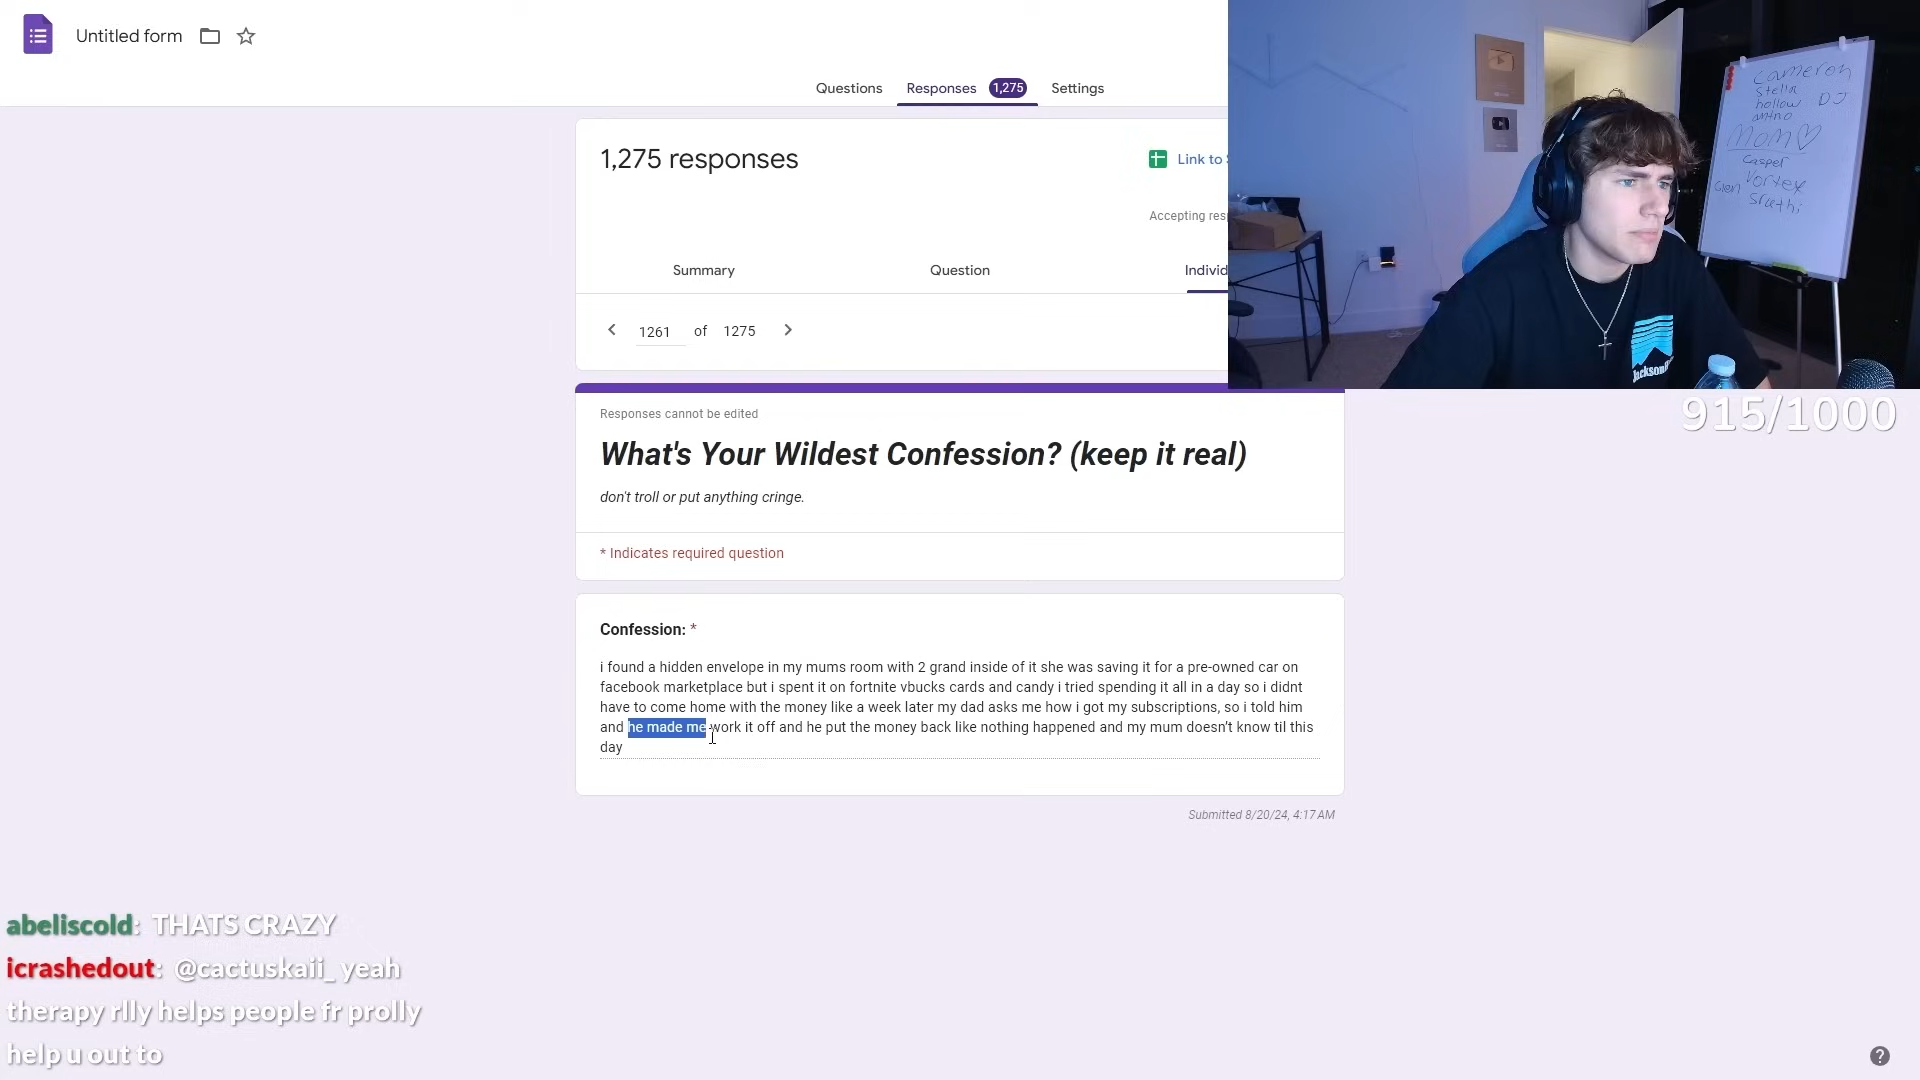 Untitled form
Questions Responses 1,275 Settings
1,275 responses
Link to
Accepting
Summary Question
1261 of 1275
Responses cannot be edited
What's Your Wildest Confession? (keep it real)
don't troll or put anything cringe.
* Indicates required question
Confession: *
i found a hidden envelope in my mums room with 2 grand inside of it she was saving it for a pre-owned car on
facebook marketplace but i spent it on fortnite vbucks cards and candy i tried spending it all in a day so i didnt
have to come home with the money like a week later my dad asks me how i got my subscriptions, so i told him
and he made me work it off and he put the money back like nothing happened and my mum doesn't know til this
day
Submitted 8/20/24, 4:17 AM
Cameron
Stella
hollow DJ
Mom
Casper
Glen Vortex
Sruthi
915/1000
abeliscold: THATS CRAZY
icrashedout: @cactuskaii_ yeah
therapy rlly helps people fr prolly
help u out to